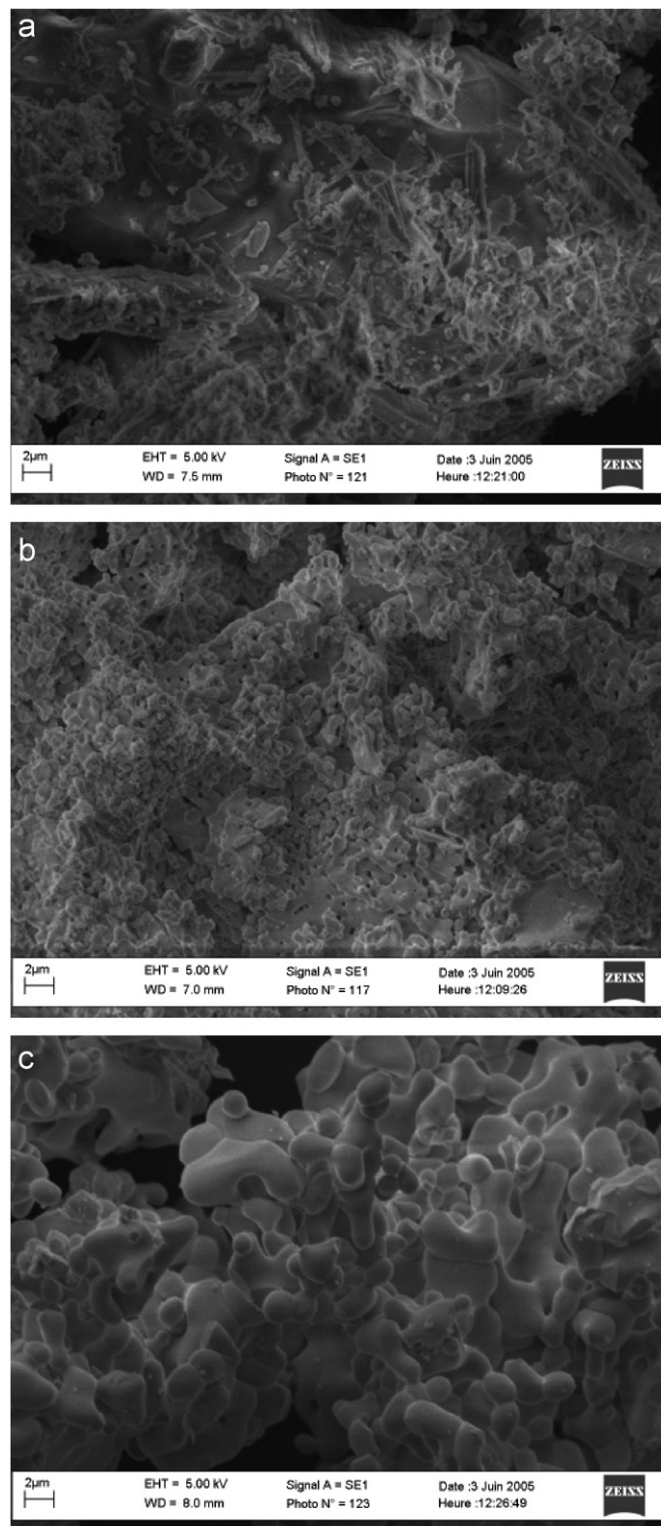 a
2µm
EHT = 5.00 kV Signal A = SE1 Date :3 Juin 2005
WD = 7.5 mm Photo N° = 121 Heure :12:21:00
ZEISS
b
2µm
EHT = 5.00 kV Signal A = SE1 Date :3 Juin 2005
WD = 7.0 mm Photo N° = 117 Heure :12:09:26
ZEISS
c
2µm
EHT = 5.00 kV Signal A = SE1 Date :3 Juin 2005
WD = 8.0 mm Photo N° = 123 Heure :12:26:49
ZEISS